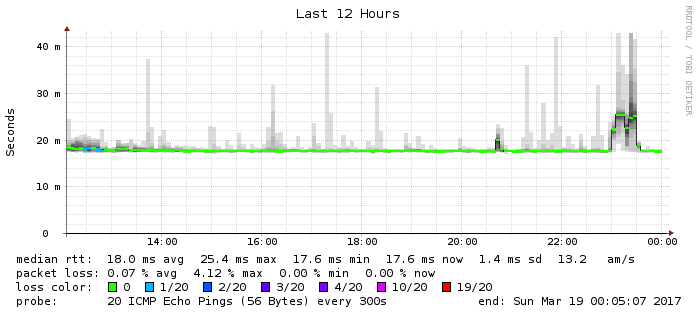 Last 12 Hours
RRDTOOL / TOBI OETIKER
Seconds
40 m
30 m
20 m
10 m
0
14:00 16:00 18:00 20:00 22:00 00:00
median rtt: 18.0 ms avg 25.4 ms max 17.6 ms min 17.6 ms now 1.4 ms sd 13.2 am/s
packet loss: 0.07 % avg 4.12 % max 0.00 % min 0.00 % now
loss color: 0 1/20 2/20 3/20 4/20 10/20 19/20
probe: 20 ICMP Echo Pings (56 Bytes) every 300s end: Sun Mar 19 00:05:07 2017